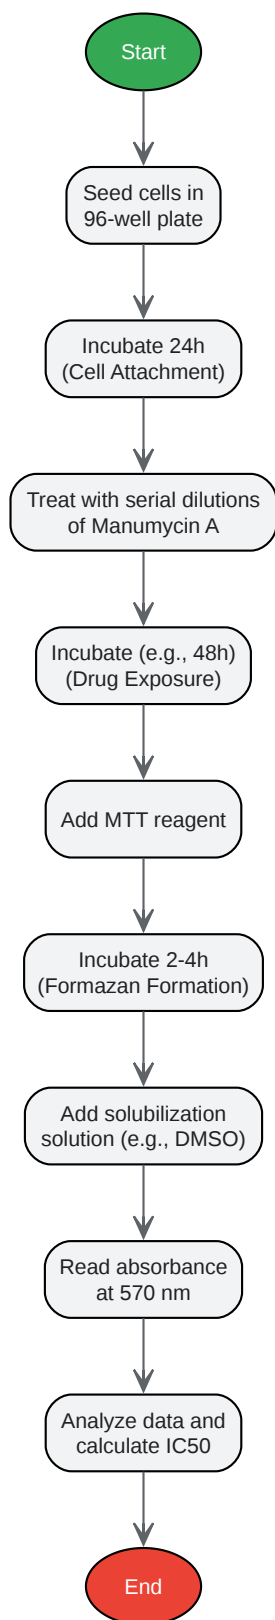 Start
Seed cells in
96-well plate
Incubate 24h
(Cell Attachment)
Treat with serial dilutions
of Manumycin A
Incubate (e.g., 48h)
(Drug Exposure)
Add MTT reagent
Incubate 2-4h
(Formazan Formation)
Add solubilization
solution (e.g., DMSO)
Read absorbance
at 570 nm
Analyze data and
calculate IC50
End